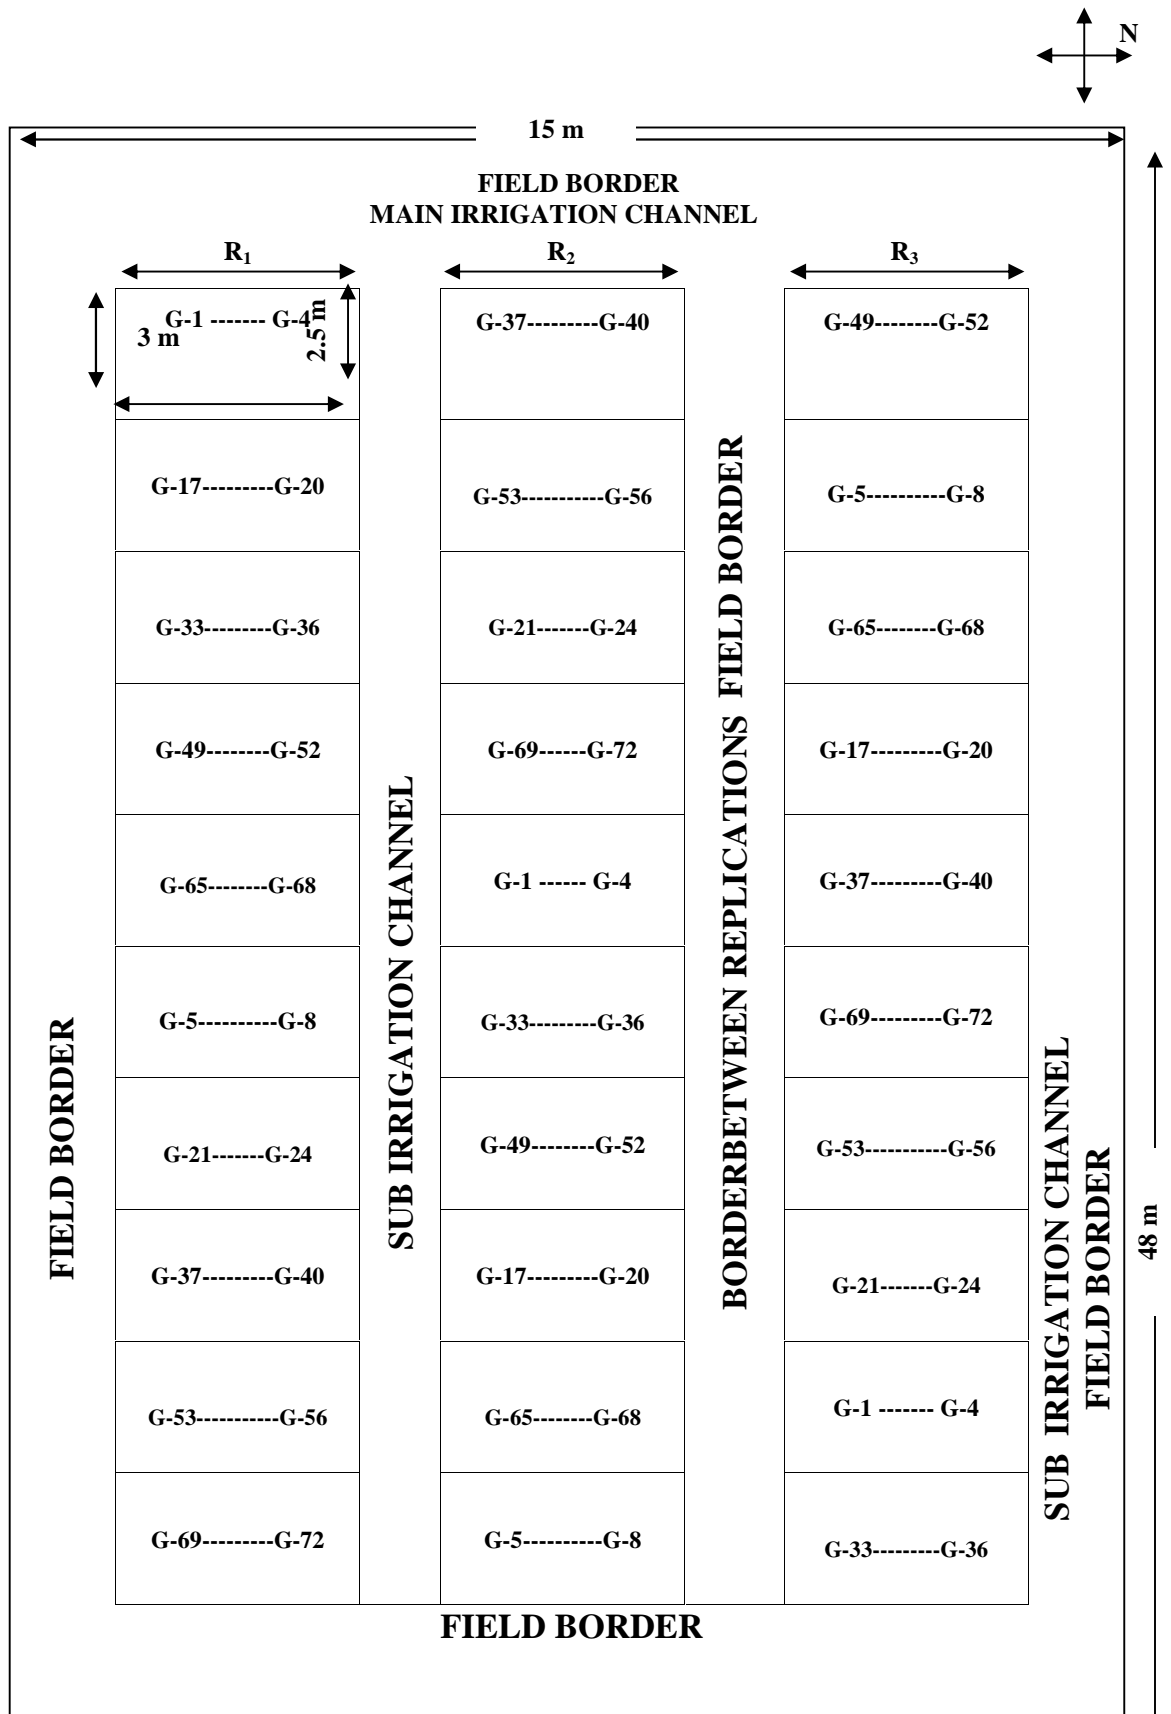 N
15 m
FIELD BORDER
MAIN IRRIGATION CHANNEL
R₁
R₂
R₃
G-1 ------- G-4
3 m
2.5 m
G-37---------G-40
G-49--------G-52
G-17---------G-20
G-53-----------G-56
G-5----------G-8
G-33---------G-36
G-21-------G-24
G-65--------G-68
G-49--------G-52
G-69------G-72
G-17---------G-20
G-65--------G-68
G-1 ------ G-4
G-37---------G-40
G-5----------G-8
G-33---------G-36
G-69---------G-72
G-21-------G-24
G-49--------G-52
G-53-----------G-56
G-37---------G-40
G-17---------G-20
G-21-------G-24
G-53-----------G-56
G-65--------G-68
G-1 ------- G-4
G-69---------G-72
G-5----------G-8
G-33---------G-36
FIELD BORDER
SUB IRRIGATION CHANNEL
BORDERBETWEEN REPLICATIONS FIELD BORDER
SUB IRRIGATION CHANNEL
FIELD BORDER
48 m
FIELD BORDER